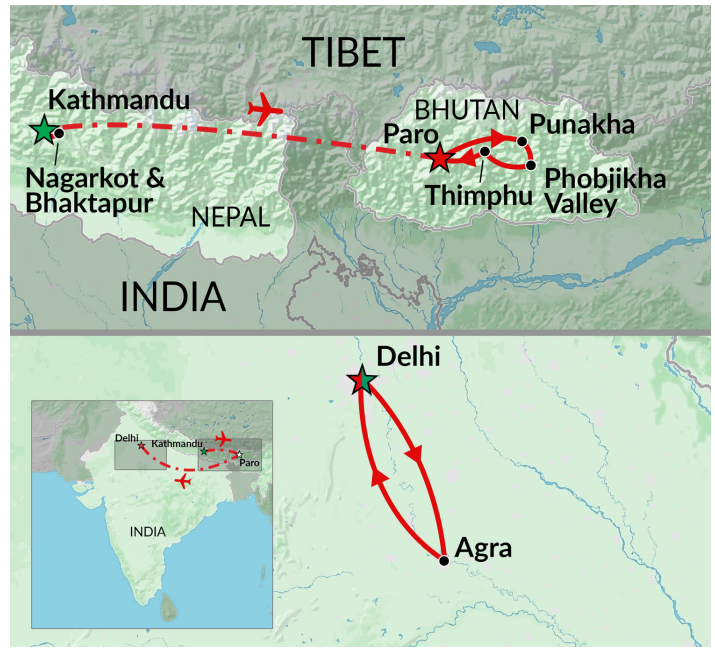 TIBET
Kathmandu
BHUTAN
Paro
Punakha
Nagarkot &
Bhaktapur
Thimphu
Phobjikha
Valley
NEPAL
INDIA
Delhi
Delhi
Kathmandu
Paro
INDIA
Agra